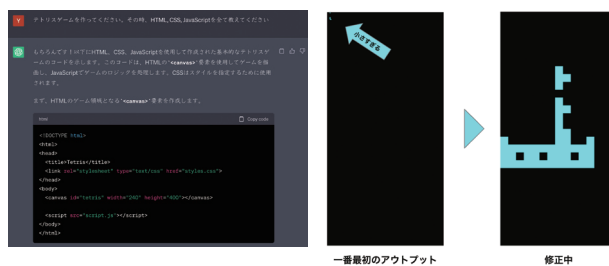 Y
テトリスゲームを作ってください。その時、HTML, CSS, JavaScriptを全て教えてください
もちろんです！以下にHTML、CSS、JavaScriptを使用して作成された基本的なテトリスゲ
ームのコードを示します。このコードは、HTMLの`<canvas>`要素を使用してゲームを描
画し、JavaScriptでゲームのロジックを処理します。CSSはスタイルを指定するために使用
されます。
まず、HTMLのゲーム領域となる`<canvas>`要素を作成します。
html
Copy code
<!DOCTYPE html>
<html>
<head>
<title>Tetris</title>
<link rel="stylesheet" type="text/css" href="styles.css">
</head>
<body>
<canvas id="tetris" width="240" height="400"></canvas>
<script src="script.js"></script>
</body>
</html>
小さすぎる
一番最初のアウトプット
修正中